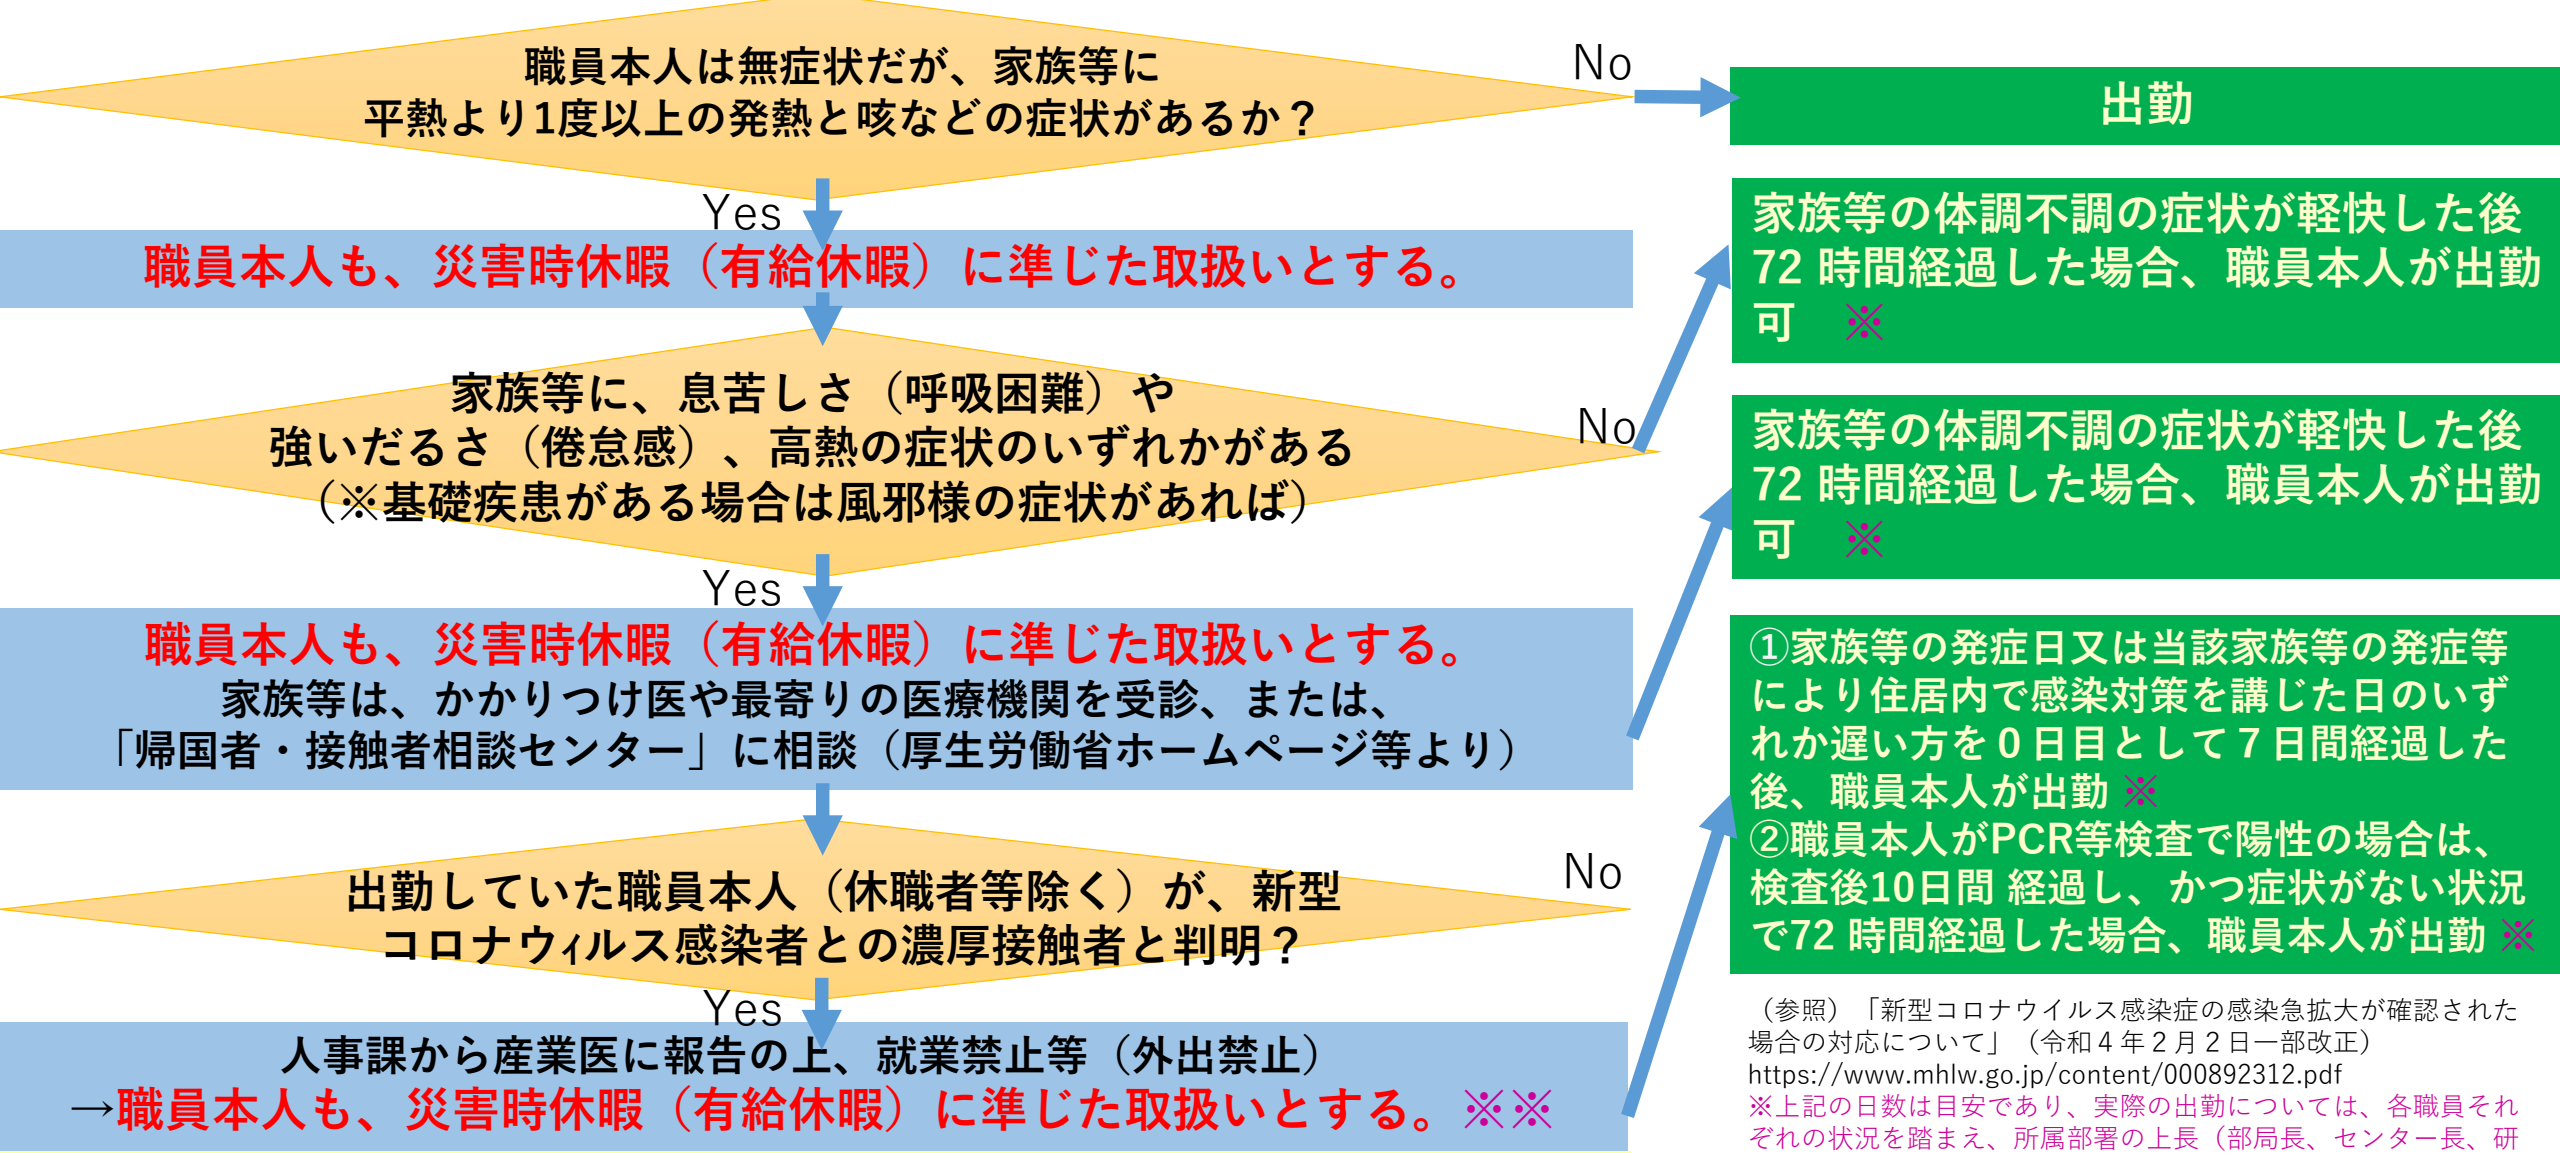 職員本人は無症状だが、家族等に
平熱より1度以上の発熱と咳などの症状があるか？
No
出勤
Yes
職員本人も、災害時休暇（有給休暇）に準じた取扱いとする。
家族等の体調不調の症状が軽快した後
72 時間経過した場合、職員本人が出勤
可　※
家族等に、息苦しさ（呼吸困難）や
強いだるさ（倦怠感）、高熱の症状のいずれかがある
（※基礎疾患がある場合は風邪様の症状があれば）
No
家族等の体調不調の症状が軽快した後
72 時間経過した場合、職員本人が出勤
可　※
Yes
職員本人も、災害時休暇（有給休暇）に準じた取扱いとする。
家族等は、かかりつけ医や最寄りの医療機関を受診、または、
「帰国者・接触者相談センター」に相談（厚生労働省ホームページ等より）
①家族等の発症日又は当該家族等の発症等
により住居内で感染対策を講じた日のいず
れか遅い方を０日目として７日間経過した
後、職員本人が出勤 ※
②職員本人がPCR等検査で陽性の場合は、
検査後10日間 経過し、かつ症状がない状況
で72 時間経過した場合、職員本人が出勤 ※
出勤していた職員本人（休職者等除く）が、新型
コロナウィルス感染者との濃厚接触者と判明？
No
Yes
人事課から産業医に報告の上、就業禁止等（外出禁止）
→職員本人も、災害時休暇（有給休暇）に準じた取扱いとする。※※
（参照）「新型コロナウイルス感染症の感染急拡大が確認された
場合の対応について」（令和４年２月２日一部改正）
https://www.mhlw.go.jp/content/000892312.pdf
※上記の日数は目安であり、実際の出勤については、各職員それ
ぞれの状況を踏まえ、所属部署の上長（部局長、センター長、研